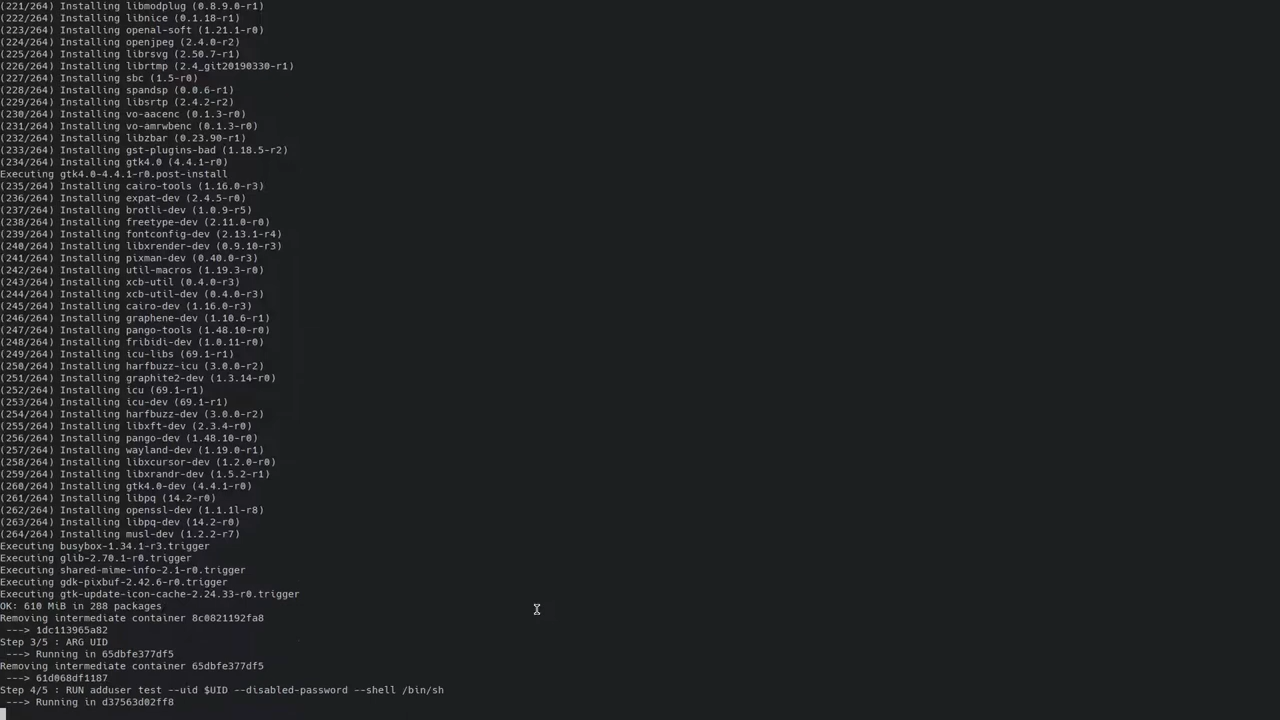 (221/264) Installing libmodplug (0.8.9.0-r1)
(222/264) Installing libnice (0.1.18-r1)
(223/264) Installing openal-soft (1.21.1-r0)
(224/264) Installing openjpeg (2.4.0-r2)
(225/264) Installing librsvg (2.50.7-r1)
(226/264) Installing librtmp (2.4_git20190330-r1)
(227/264) Installing sbc (1.5-r0)
(228/264) Installing spandsp (0.0.6-r1)
(229/264) Installing libsrtp (2.4.2-r2)
(230/264) Installing vo-aacenc (0.1.3-r0)
(231/264) Installing vo-amrwbenc (0.1.3-r0)
(232/264) Installing libzbar (0.23.90-r1)
(233/264) Installing gst-plugins-bad (1.18.5-r2)
(234/264) Installing gtk4.0 (4.4.1-r0)
Executing gtk4.0-4.4.1-r0.post-install
(235/264) Installing cairo-tools (1.16.0-r3)
(236/264) Installing expat-dev (2.4.5-r0)
(237/264) Installing brotli-dev (1.0.9-r5)
(238/264) Installing freetype-dev (2.11.0-r0)
(239/264) Installing fontconfig-dev (2.13.1-r4)
(240/264) Installing libxrender-dev (0.9.10-r3)
(241/264) Installing pixman-dev (0.40.0-r3)
(242/264) Installing util-macros (1.19.3-r0)
(243/264) Installing xcb-util (0.4.0-r3)
(244/264) Installing xcb-util-dev (0.4.0-r3)
(245/264) Installing cairo-dev (1.16.0-r3)
(246/264) Installing graphene-dev (1.10.6-r1)
(247/264) Installing pango-tools (1.48.10-r0)
(248/264) Installing fribidi-dev (1.0.11-r0)
(249/264) Installing icu-libs (69.1-r1)
(250/264) Installing harfbuzz-icu (3.0.0-r2)
(251/264) Installing graphite2-dev (1.3.14-r0)
(252/264) Installing icu (69.1-r1)
(253/264) Installing icu-dev (69.1-r1)
(254/264) Installing harfbuzz-dev (3.0.0-r2)
(255/264) Installing libxft-dev (2.3.4-r0)
(256/264) Installing pango-dev (1.48.10-r0)
(257/264) Installing wayland-dev (1.19.0-r1)
(258/264) Installing libxcursor-dev (1.2.0-r0)
(259/264) Installing libxrandr-dev (1.5.2-r1)
(260/264) Installing gtk4.0-dev (4.4.1-r0)
(261/264) Installing libpq (14.2-r0)
(262/264) Installing openssl-dev (1.1.1l-r8)
(263/264) Installing libpq-dev (14.2-r0)
(264/264) Installing musl-dev (1.2.2-r7)
Executing busybox-1.34.1-r3.trigger
Executing glib-2.70.1-r0.trigger
Executing shared-mime-info-2.1-r0.trigger
Executing gdk-pixbuf-2.42.6-r0.trigger
Executing gtk-update-icon-cache-2.24.33-r0.trigger
OK: 610 MiB in 288 packages
Removing intermediate container 8c0821192fa8
 ---> 1dc113965a82
Step 3/5 : ARG UID
 ---> Running in 65dbfe377df5
Removing intermediate container 65dbfe377df5
 ---> 61d068df1187
Step 4/5 : RUN adduser test --uid $UID --disabled-password --shell /bin/sh
 ---> Running in d37563d02ff8